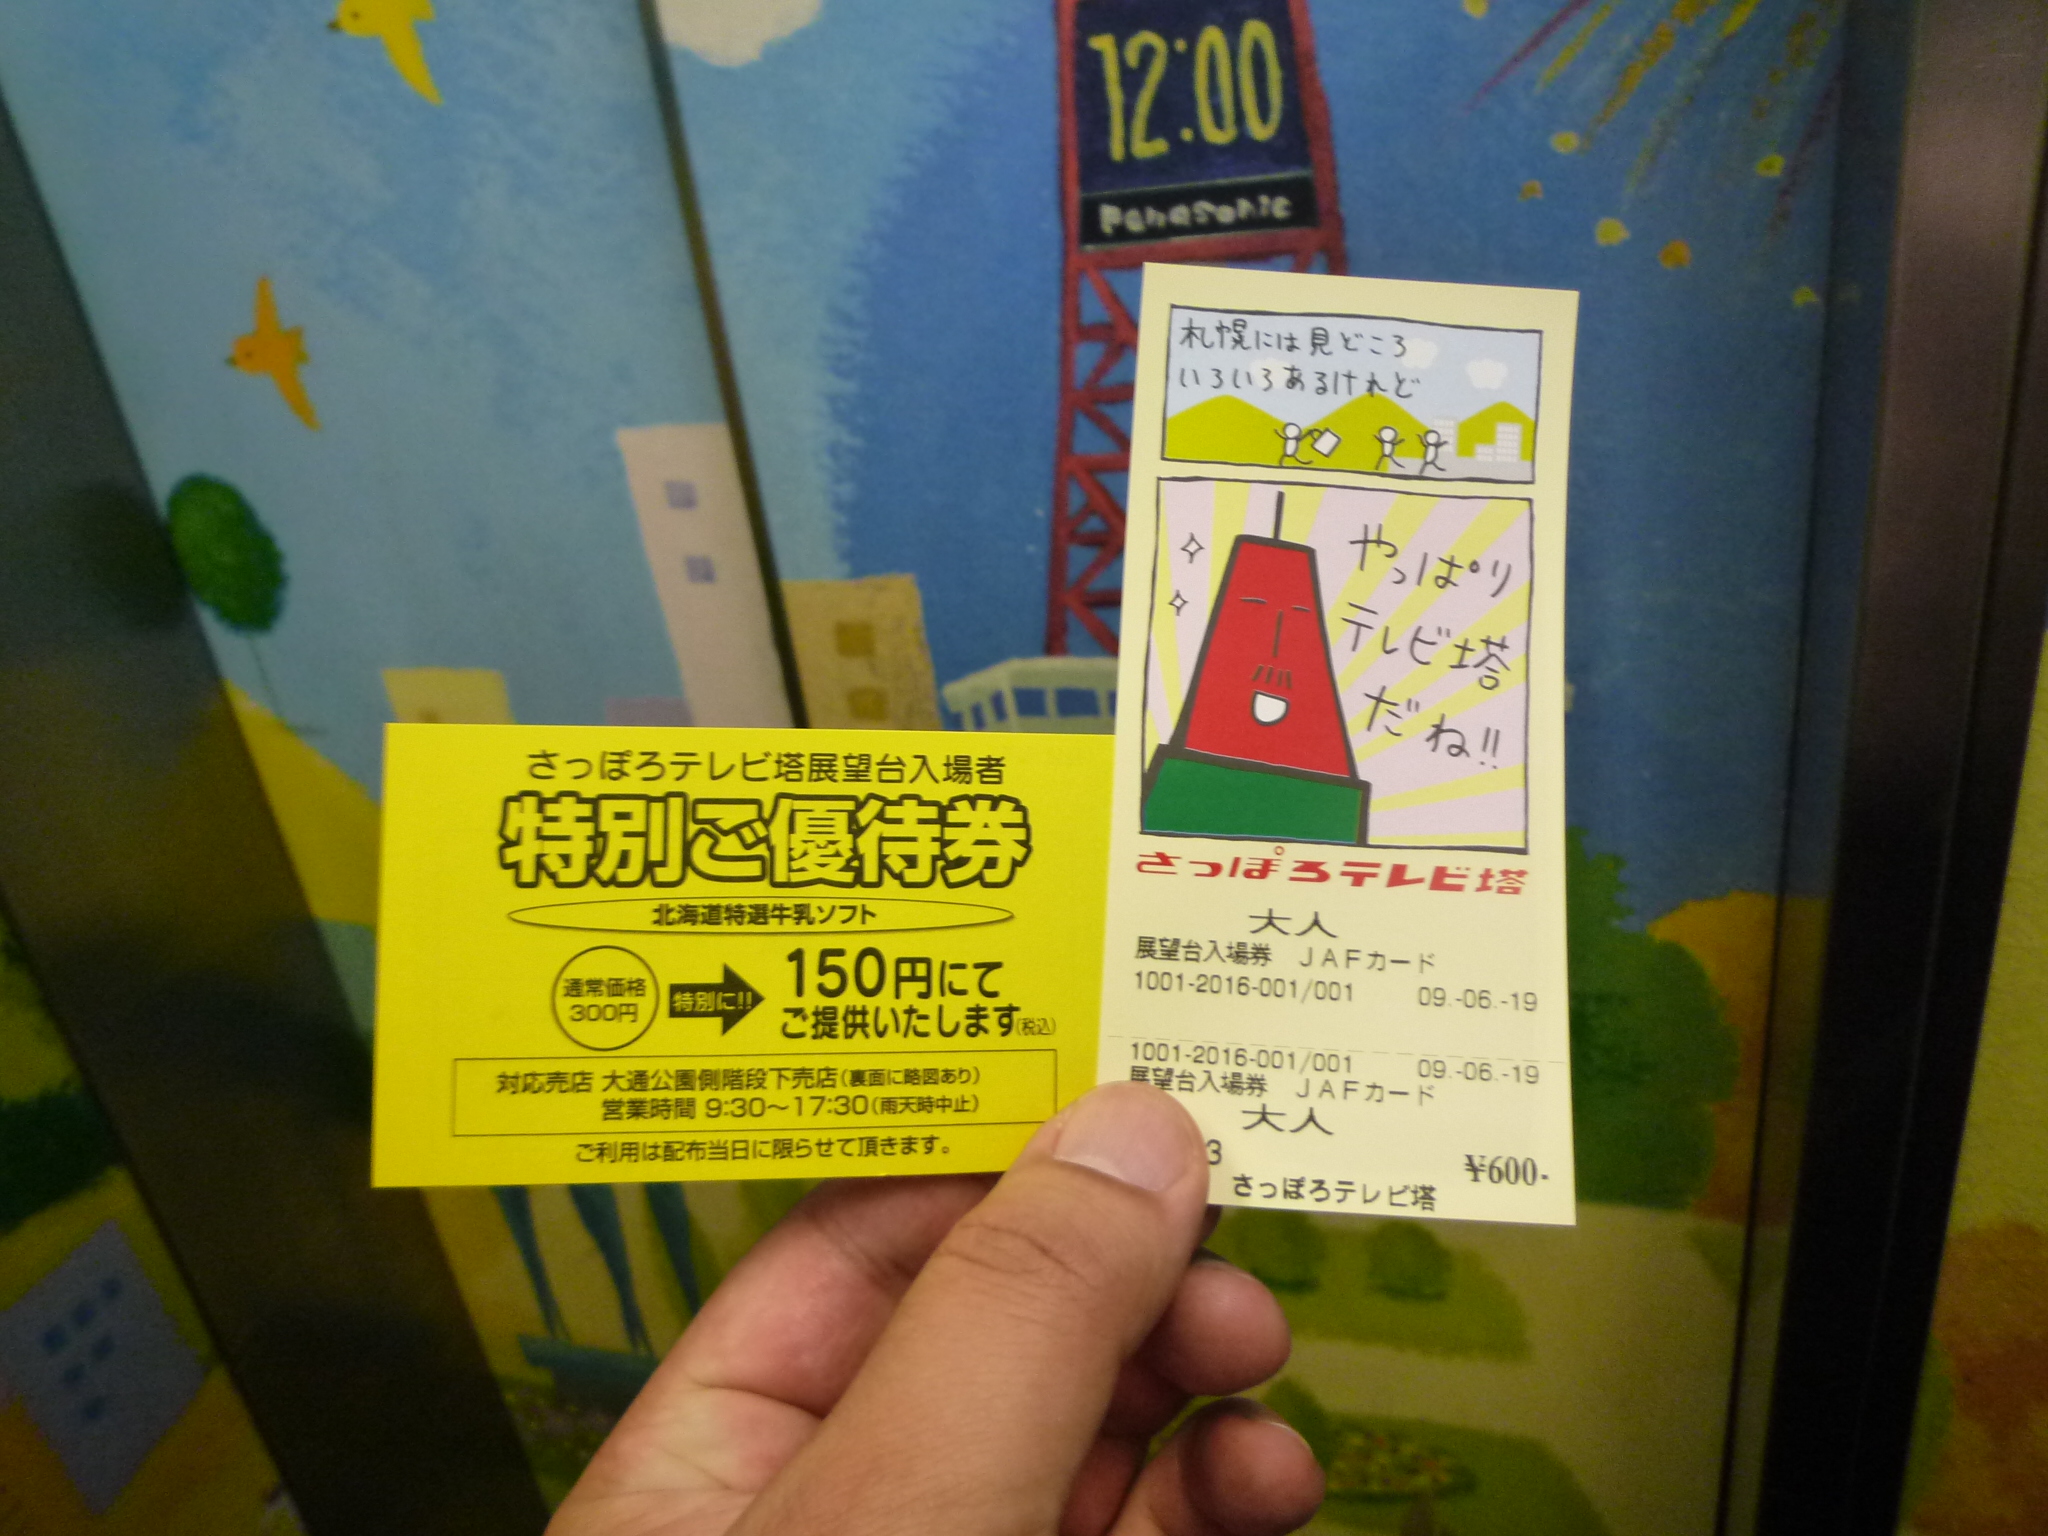 12:00
Panasonic
札幌には見どころ
いろいろあるけれど
やっぱり
テレビ塔
だね!!
さっぽろテレビ塔
大人
展望台入場券 JAFカード
1001-2016-001/001 09.-06.-19
1001-2016-001/001 09.-06.-19
展望台入場券 JAFカード
大人
3
¥600-
さっぽろテレビ塔
さっぽろテレビ塔展望台入場者
特別ご優待券
北海道特選牛乳ソフト
通常価格
300円
特別に!!
150円にて
ご提供いたします(税込)
対応売店 大通公園側階段下売店(裏面に略図あり)
営業時間 9:30〜17:30(雨天時中止)
ご利用は配布当日に限らせて頂きます。